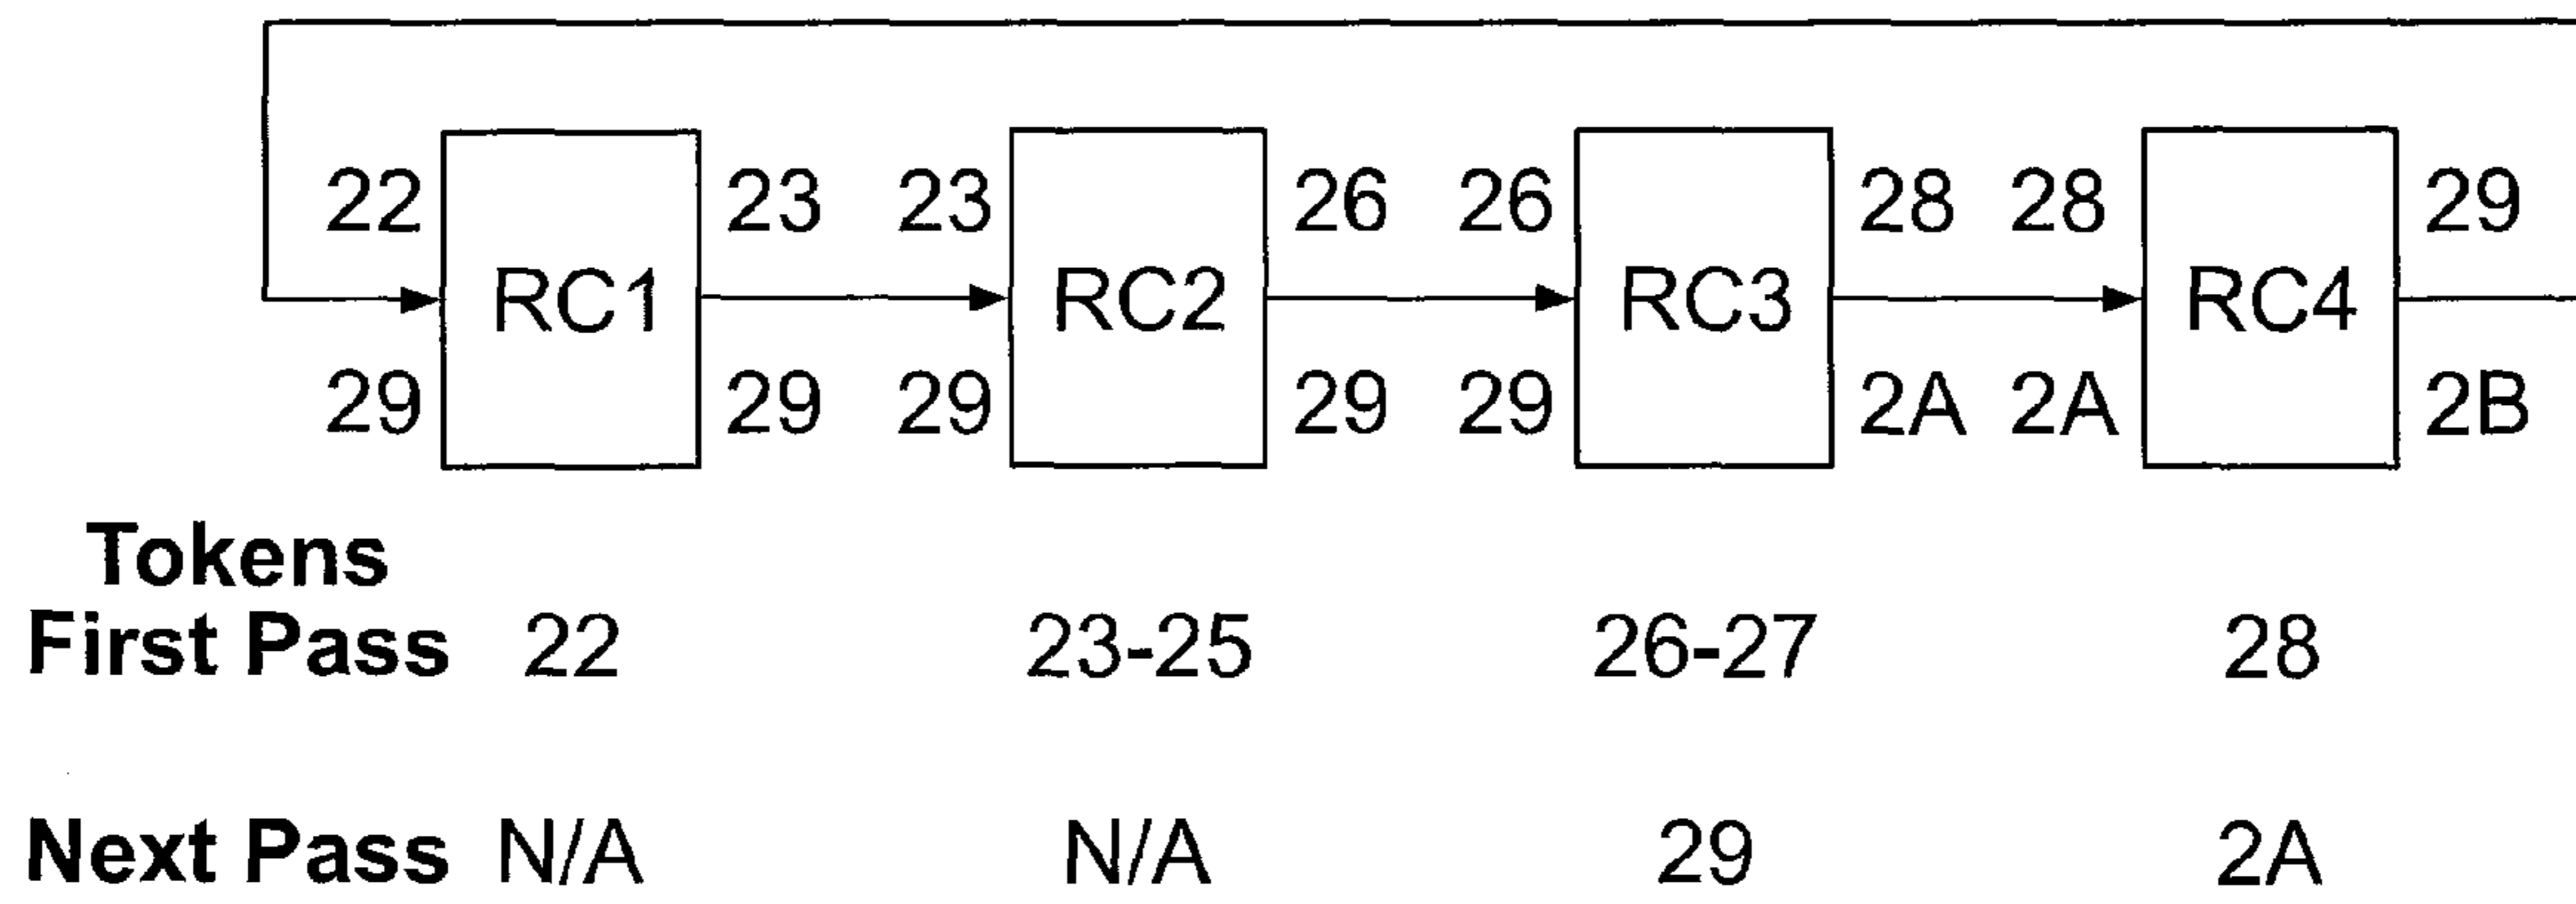 22 23 23 26 26 28 28 29
RC1 RC2 RC3 RC4
29 29 29 29 29 2A 2A 2B
Tokens
First Pass 22 23-25 26-27 28
Next Pass N/A N/A 29 2A